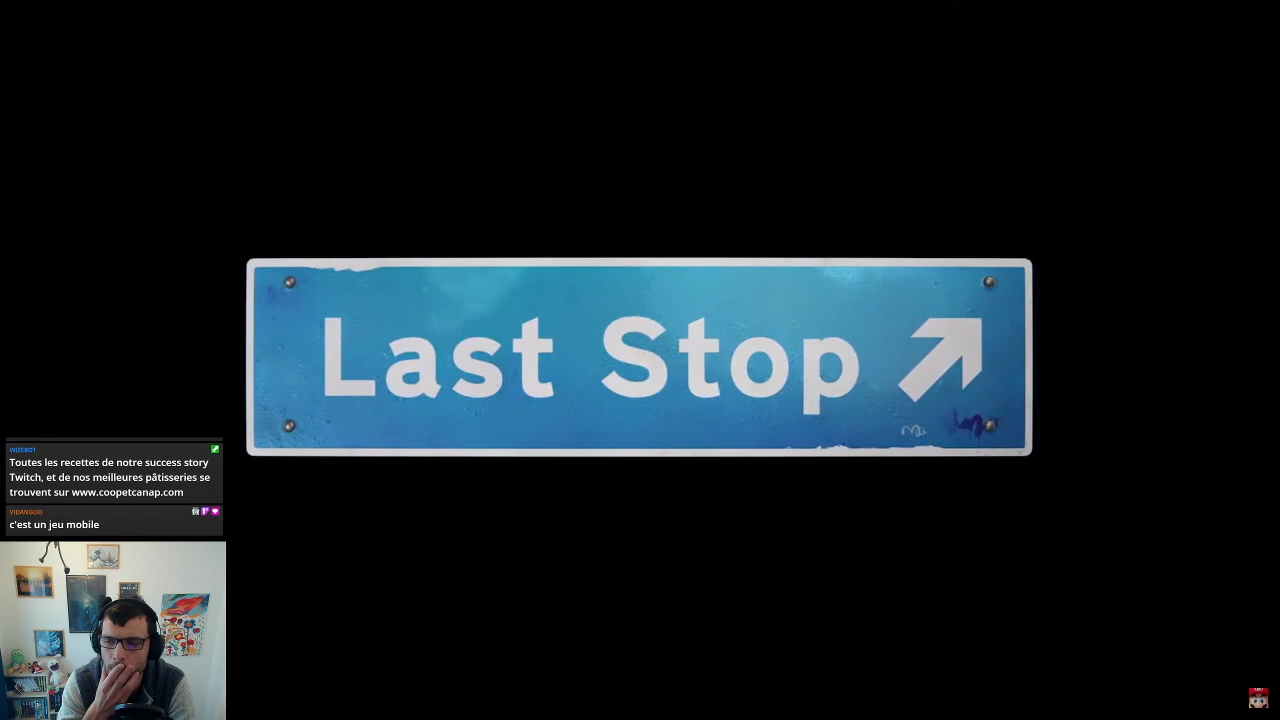 Last Stop
WIZEBOT
Toutes les recettes de notre success story
Twitch, et de nos meilleures pâtisseries se
trouvent sur www.coopetcanap.com
VIDANGOO
c'est un jeu mobile